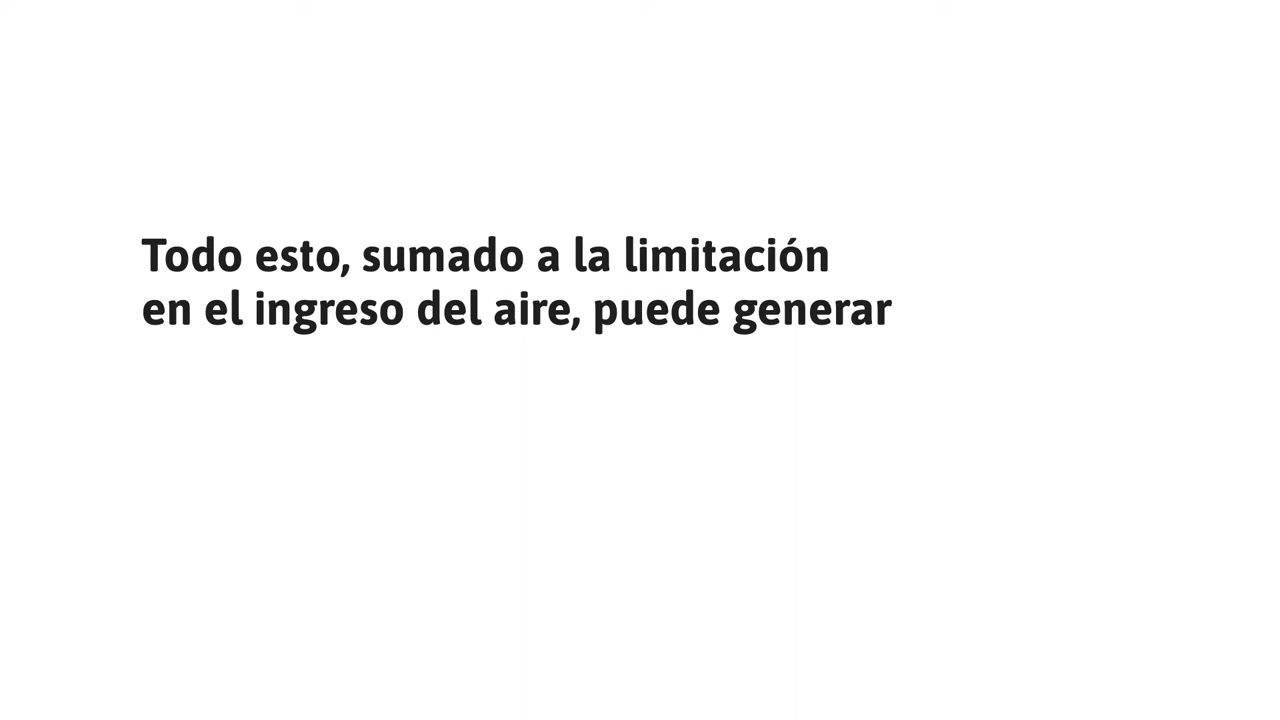 Todo esto, sumado a la limitación
en el ingreso del aire, puede generar